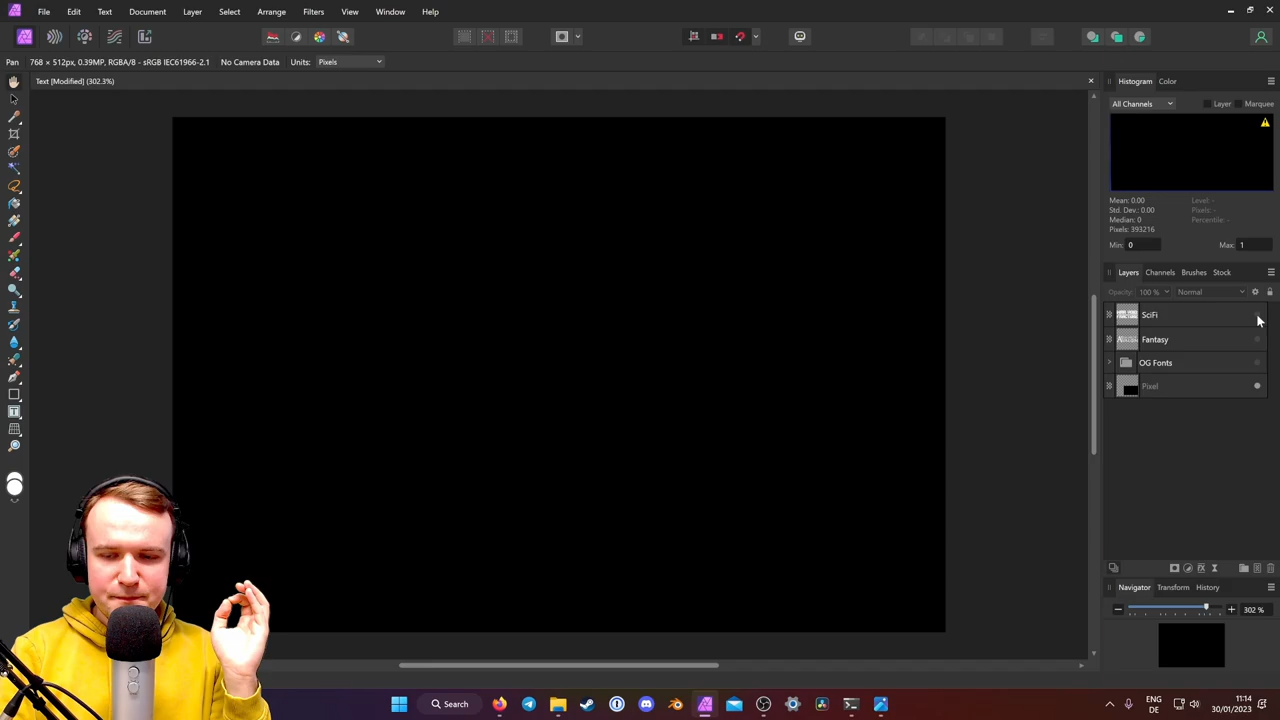 File Edit Text Document Layer Select Arrange Filters View Window Help
Pan 768 × 512px, 0.39MP, RGBA/8 - sRGB IEC61966-2.1 No Camera Data Units: Pixels
Text [Modified] (302.3%)
Histogram Color
All Channels Layer Marquee
Mean: 0.00 Level: -
Std. Dev.: 0.00 Pixels: -
Median: 0 Percentile: -
Pixels: 393216
Min: 0 Max: 1
Layers Channels Brushes Stock
Opacity: 100 % Normal
SciFi
Fantasy
OG Fonts
Pixel
Navigator Transform History
302 %
Search
ENG
DE
11:14
30/01/2023